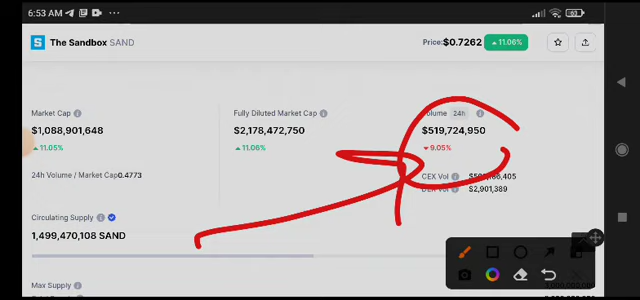 6:53 AM
63
The Sandbox SAND
Price: $0.7262 ▲ 11.06%
Market Cap
Fully Diluted Market Cap
Volume 24h
$1,088,901,648
$2,178,472,750
$519,724,950
▲ 11.05%
▲ 11.06%
▼ 9.05%
24h Volume / Market Cap 0.4773
CEX Vol
DEX Vol $2,901,389
Circulating Supply
1,499,470,108 SAND
Max Supply